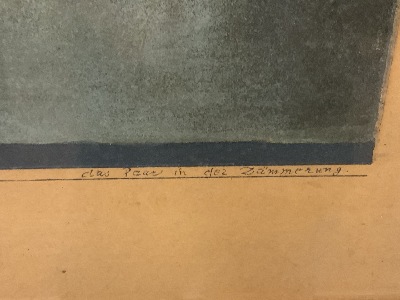 das Paar in der Dämmerung.